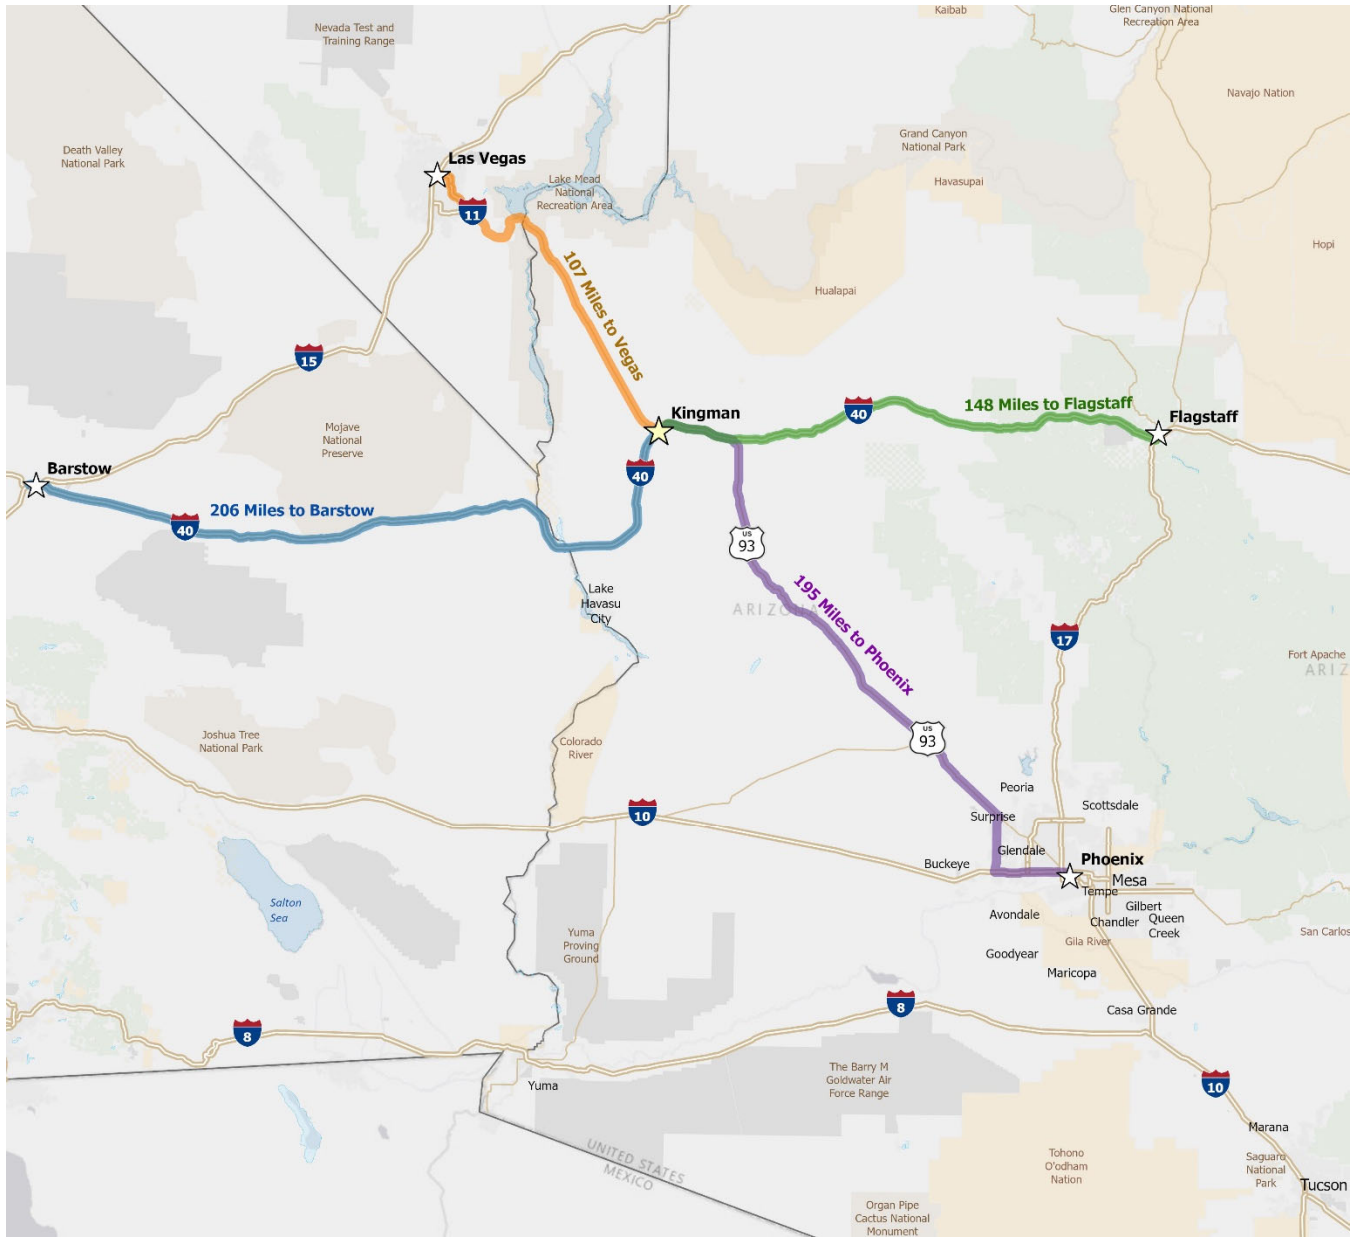 Kaibab
Glen Canyon National
Recreation Area
Nevada Test and
Training Range
Navajo Nation
Grand Canyon
National Park
Death Valley
National Park
Las Vegas
Lake Mead
National
Recreation Area
Havasupai
11
Hopi
107 Miles to Vegas
Hualapai
15
Kingman
40
148 Miles to Flagstaff
Flagstaff
Mojave
National
Preserve
Barstow
40
206 Miles to Barstow
40
US
93
Lake
Havasu
City
195 Miles to Phoenix
ARIZONA
17
Fort Apache
ARIZ
Joshua Tree
National Park
Colorado
River
US
93
Peoria
Scottsdale
10
Surprise
Glendale
Phoenix
Buckeye
Mesa
Tempe
Salton
Sea
Avondale
Gilbert
Chandler
Queen
Creek
Yuma
Proving
Ground
Gila River
San Carlos
Goodyear
Maricopa
8
Casa Grande
8
The Barry M
Goldwater Air
Force Range
Yuma
10
Marana
UNITED STATES
MEXICO
Tohono
O'odham
Nation
Saguaro
National
Park
Tucson
Organ Pipe
Cactus National
Monument